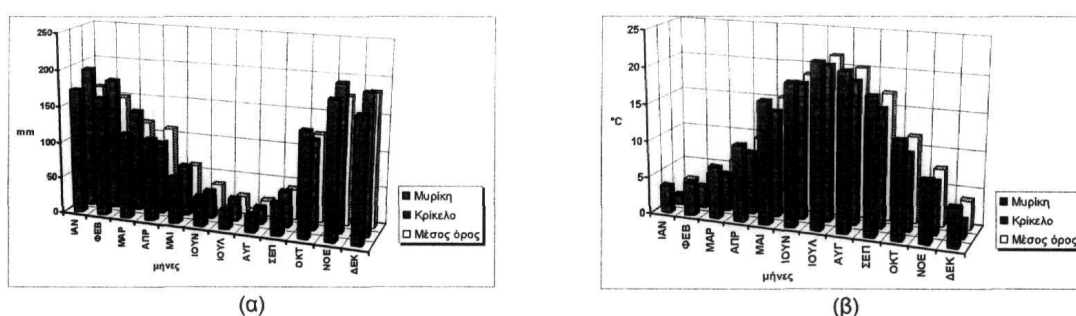 250
200
150
mm
100
50
0
ΙΑΝ
ΦΕΒ
ΜΑΡ
ΑΠΡ
ΜΑΙ
ΙΟΥΝ
ΙΟΥΛ
ΑΥΓ
ΣΕΠ
ΟΚΤ
ΝΟΕ
ΔΕΚ
μήνες
Μυρίκη
Κρίκελο
Μέσος όρος
(α)
25
20
15
°C
10
5
0
ΙΑΝ
ΦΕΒ
ΜΑΡ
ΑΠΡ
ΜΑΙ
ΙΟΥΝ
ΙΟΥΛ
ΑΥΓ
ΣΕΠ
ΟΚΤ
ΝΟΕ
ΔΕΚ
μήνες
Μυρίκη
Κρίκελο
Μέσος όρος
(β)